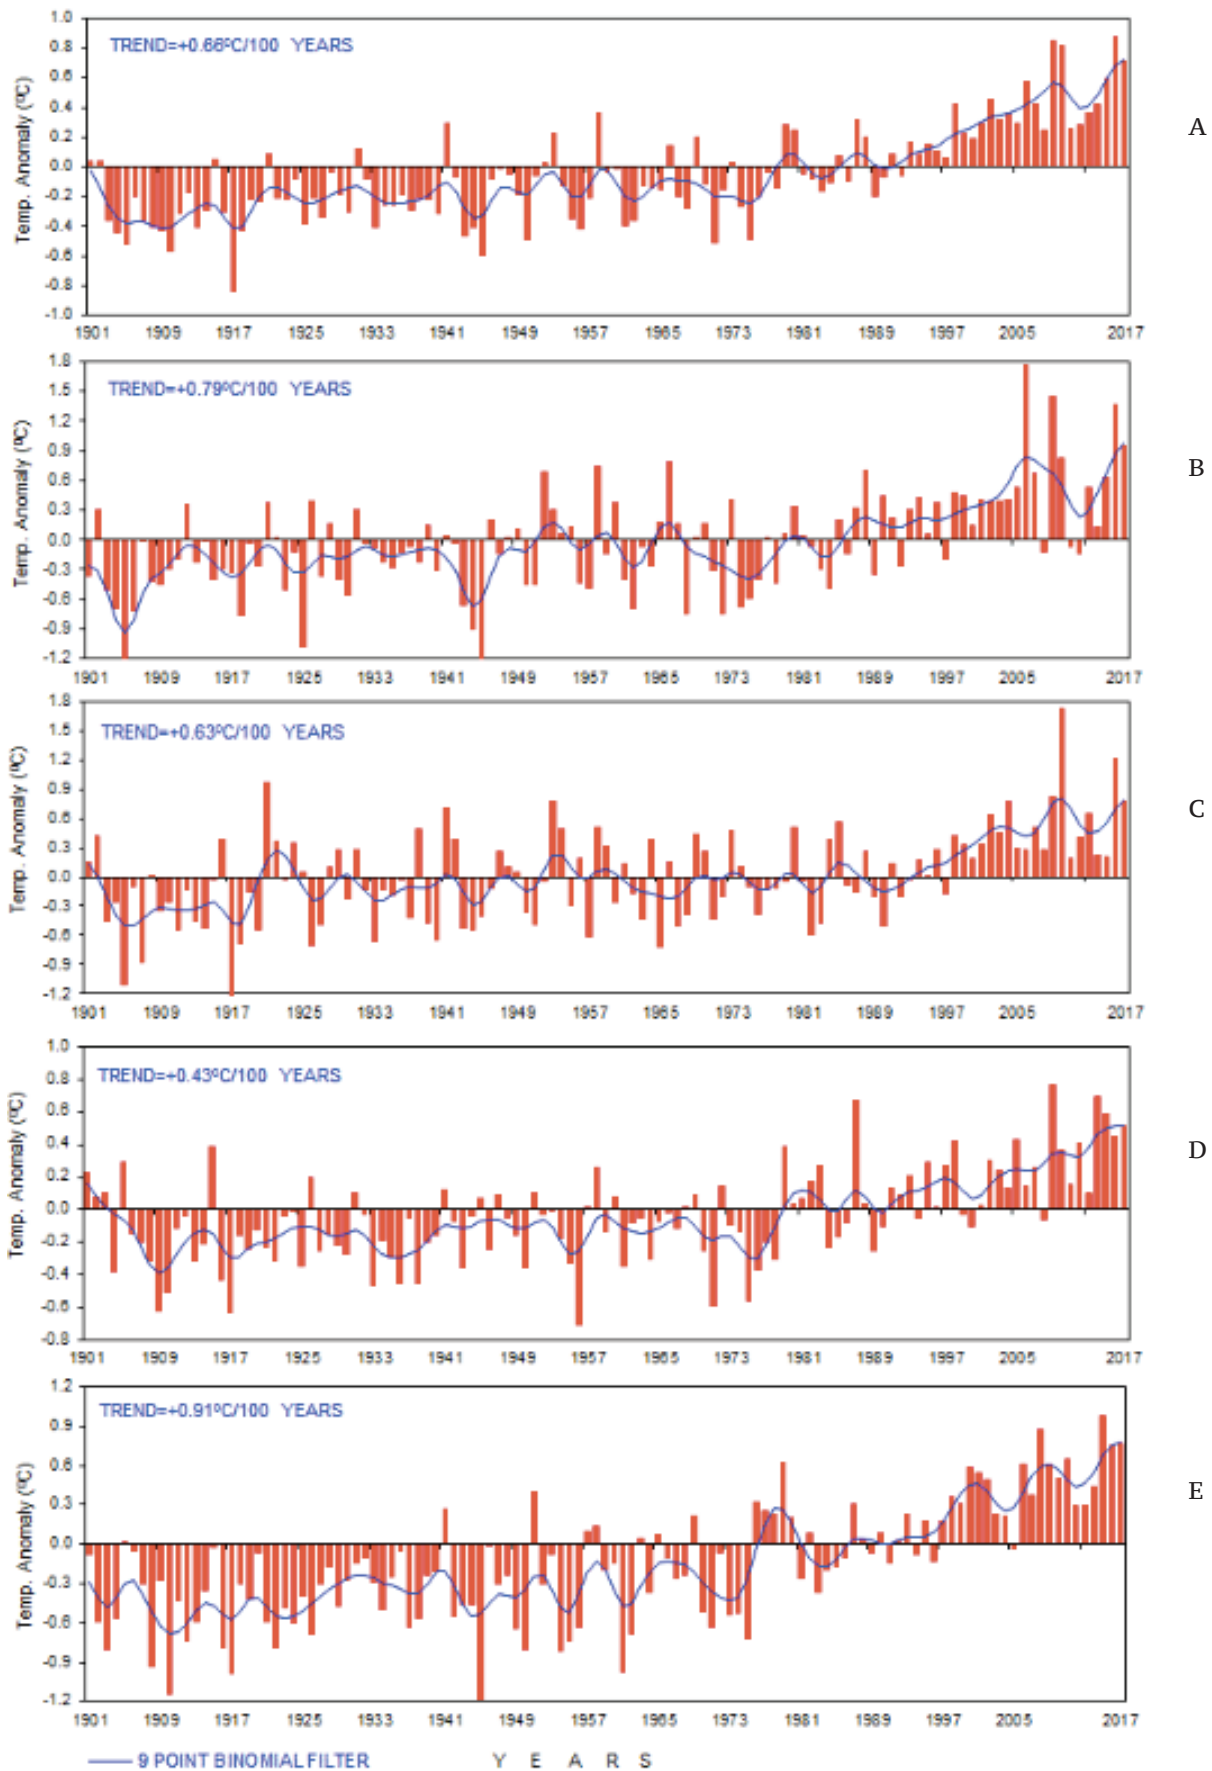 1.0
0.8
0.6
0.4
0.2
0.0
-0.2
-0.4
-0.6
-0.8
-1.0
Temp. Anomaly (ºC)
TREND=+0.66ºC/100 YEARS
A
1901 1909 1917 1925 1933 1941 1949 1957 1965 1973 1981 1989 1997 2005 2017
1.8
1.5
1.2
0.9
0.6
0.3
0.0
-0.3
-0.6
-0.9
-1.2
Temp. Anomaly (ºC)
TREND=+0.79ºC/100 YEARS
B
1901 1909 1917 1925 1933 1941 1949 1957 1965 1973 1981 1989 1997 2005 2017
1.8
1.5
1.2
0.9
0.6
0.3
0.0
-0.3
-0.6
-0.9
-1.2
Temp. Anomaly (ºC)
TREND=+0.63ºC/100 YEARS
C
1901 1909 1917 1925 1933 1941 1949 1957 1965 1973 1981 1989 1997 2005 2017
1.0
0.8
0.6
0.4
0.2
0.0
-0.2
-0.4
-0.6
-0.8
Temp. Anomaly (ºC)
TREND=+0.43ºC/100 YEARS
D
1901 1909 1917 1925 1933 1941 1949 1957 1965 1973 1981 1989 1997 2005 2017
1.2
0.9
0.6
0.3
0.0
-0.3
-0.6
-0.9
-1.2
Temp. Anomaly (ºC)
TREND=+0.91ºC/100 YEARS
E
1901 1909 1917 1925 1933 1941 1949 1957 1965 1973 1981 1989 1997 2005 2017
9 POINT BINOMIAL FILTER Y E A R S